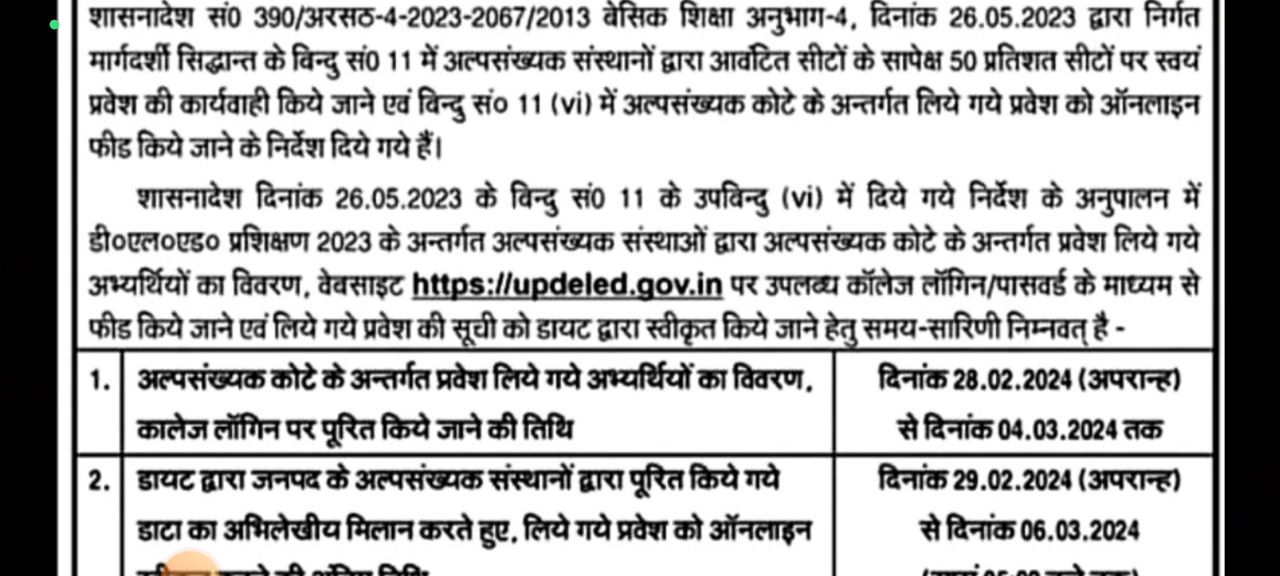 शासनादेश सं0 390/अरसठ-4-2023-2067/2013 बेसिक शिक्षा अनुभाग-4, दिनांक 26.05.2023 द्वारा निर्गत
मार्गदर्शी सिद्धान्त के विन्दु सं0 11 में अल्पसंख्यक संस्थानों द्वारा आवंटित सीटों के सापेक्ष 50 प्रतिशत सीटों पर स्वयं
प्रवेश की कार्यवाही किये जाने एवं विन्दु सं० 11 (vi) में अल्पसंख्यक कोटे के अन्तर्गत लिये गये प्रवेश को ऑनलाइन
फीड किये जाने के निर्देश दिये गये हैं।
शासनादेश दिनांक 26.05.2023 के विन्दु सं0 11 के उपविन्दु (vi) में दिये गये निर्देश के अनुपालन में
डी०एल०एड० प्रशिक्षण 2023 के अन्तर्गत अल्पसंख्यक संस्थाओं द्वारा अल्पसंख्यक कोटे के अन्तर्गत प्रवेश लिये गये
अभ्यर्थियों का विवरण, वेबसाइट https://updeled.gov.in पर उपलब्ध कॉलेज लॉगिन/पासवर्ड के माध्यम से
फीड किये जाने एवं लिये गये प्रवेश की सूची को डायट द्वारा स्वीकृत किये जाने हेतु समय-सारिणी निम्नवत् है -
1. अल्पसंख्यक कोटे के अन्तर्गत प्रवेश लिये गये अभ्यर्थियों का विवरण, दिनांक 28.02.2024 (अपरान्ह)
कालेज लॉगिन पर पूरित किये जाने की तिथि से दिनांक 04.03.2024 तक
2. डायट द्वारा जनपद के अल्पसंख्यक संस्थानों द्वारा पूरित किये गये दिनांक 29.02.2024 (अपरान्ह)
डाटा का अभिलेखीय मिलान करते हुए, लिये गये प्रवेश को ऑनलाइन से दिनांक 06.03.2024